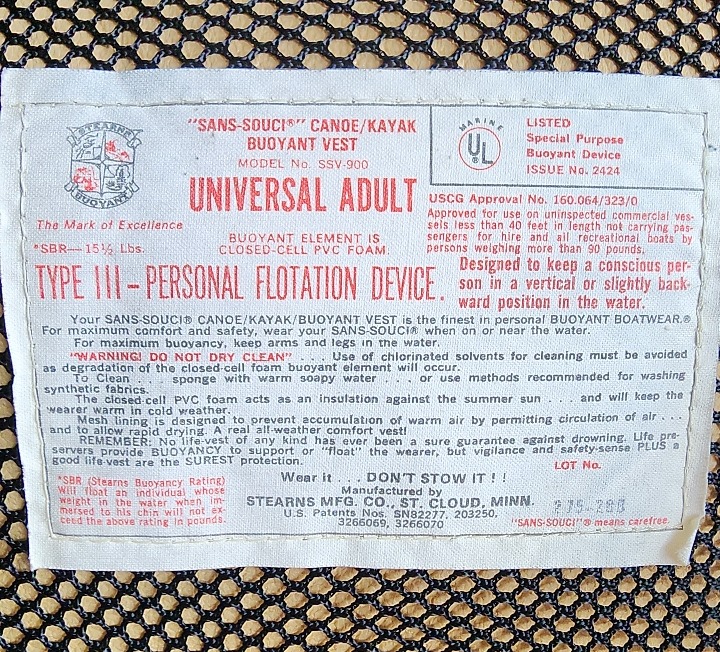 STEARNS
BUOYANT
The Mark of Excellence
*SBR—15½ Lbs.
"SANS-SOUCI®" CANOE/KAYAK
BUOYANT VEST
MODEL No. SSV-900
UNIVERSAL ADULT
BUOYANT ELEMENT IS
CLOSED-CELL PVC FOAM.
MARINE
UL
®
LISTED
Special Purpose
Buoyant Device
ISSUE No. 2424
USCG Approval No. 160.064/323/0
Approved for use on uninspected commercial ves-
sels less than 40 feet in length not carrying pas-
sengers for hire and all recreational boats by
persons weighing more than 90 pounds.
TYPE III – PERSONAL FLOTATION DEVICE.
Designed to keep a conscious per-
son in a vertical or slightly back-
ward position in the water.
Your SANS-SOUCI® CANOE/KAYAK/BUOYANT VEST is the finest in personal BUOYANT BOATWEAR.®
For maximum comfort and safety, wear your SANS-SOUCI® when on or near the water.
For maximum buoyancy, keep arms and legs in the water.
"WARNING! DO NOT DRY CLEAN" . . . Use of chlorinated solvents for cleaning must be avoided
as degradation of the closed-cell foam buoyant element will occur.
To Clean . . . sponge with warm soapy water . . . or use methods recommended for washing
synthetic fabrics.
The closed-cell PVC foam acts as an insulation against the summer sun . . . and will keep the
wearer warm in cold weather.
Mesh lining is designed to prevent accumulation of warm air by permitting circulation of air . . .
and to allow rapid drying. A real all-weather comfort vest!
REMEMBER: No life-vest of any kind has ever been a sure guarantee against drowning. Life pre-
servers provide BUOYANCY to support or "float" the wearer, but vigilance and safety-sense PLUS a
good life-vest are the SUREST protection.
*SBR (Stearns Buoyancy Rating)
Will float an individual whose
weight in the water when im-
mersed to his chin will not ex-
ceed the above rating in pounds.
Wear it . . . DON'T STOW IT ! !
Manufactured by
STEARNS MFG. CO., ST. CLOUD, MINN.
U.S. Patents Nos. SN82277, 203250,
3266069, 3266070
LOT No.
"SANS-SOUCI"® means carefree.